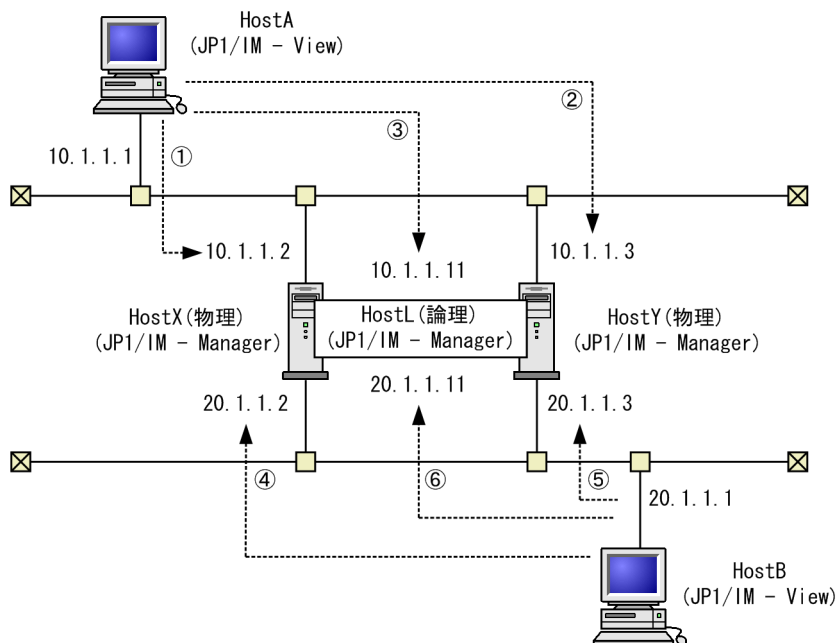 HostA
(JP1/IM − View)
②
③
10.1.1.1
①
10.1.1.2
10.1.1.3
10.1.1.11
HostX(物理)
(JP1/IM − Manager)
HostL(論理)
(JP1/IM − Manager)
HostY(物理)
(JP1/IM − Manager)
20.1.1.2
20.1.1.11
20.1.1.3
④
⑥
⑤
20.1.1.1
HostB
(JP1/IM − View)